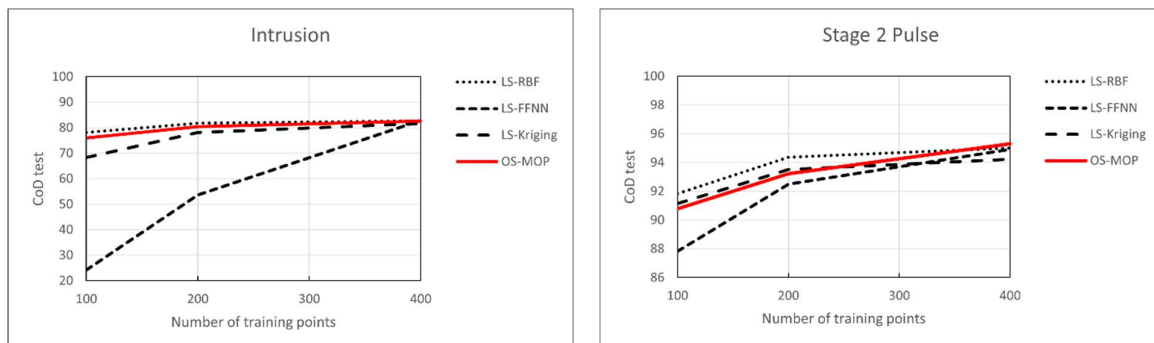 Intrusion
100
90
80
70
60
50
40
30
20
CoD test
100 200 300 400
Number of training points
LS-RBF
LS-FFNN
LS-Kriging
OS-MOP
Stage 2 Pulse
100
98
96
94
92
90
88
86
CoD test
100 200 300 400
Number of training points
LS-RBF
LS-FFNN
LS-Kriging
OS-MOP